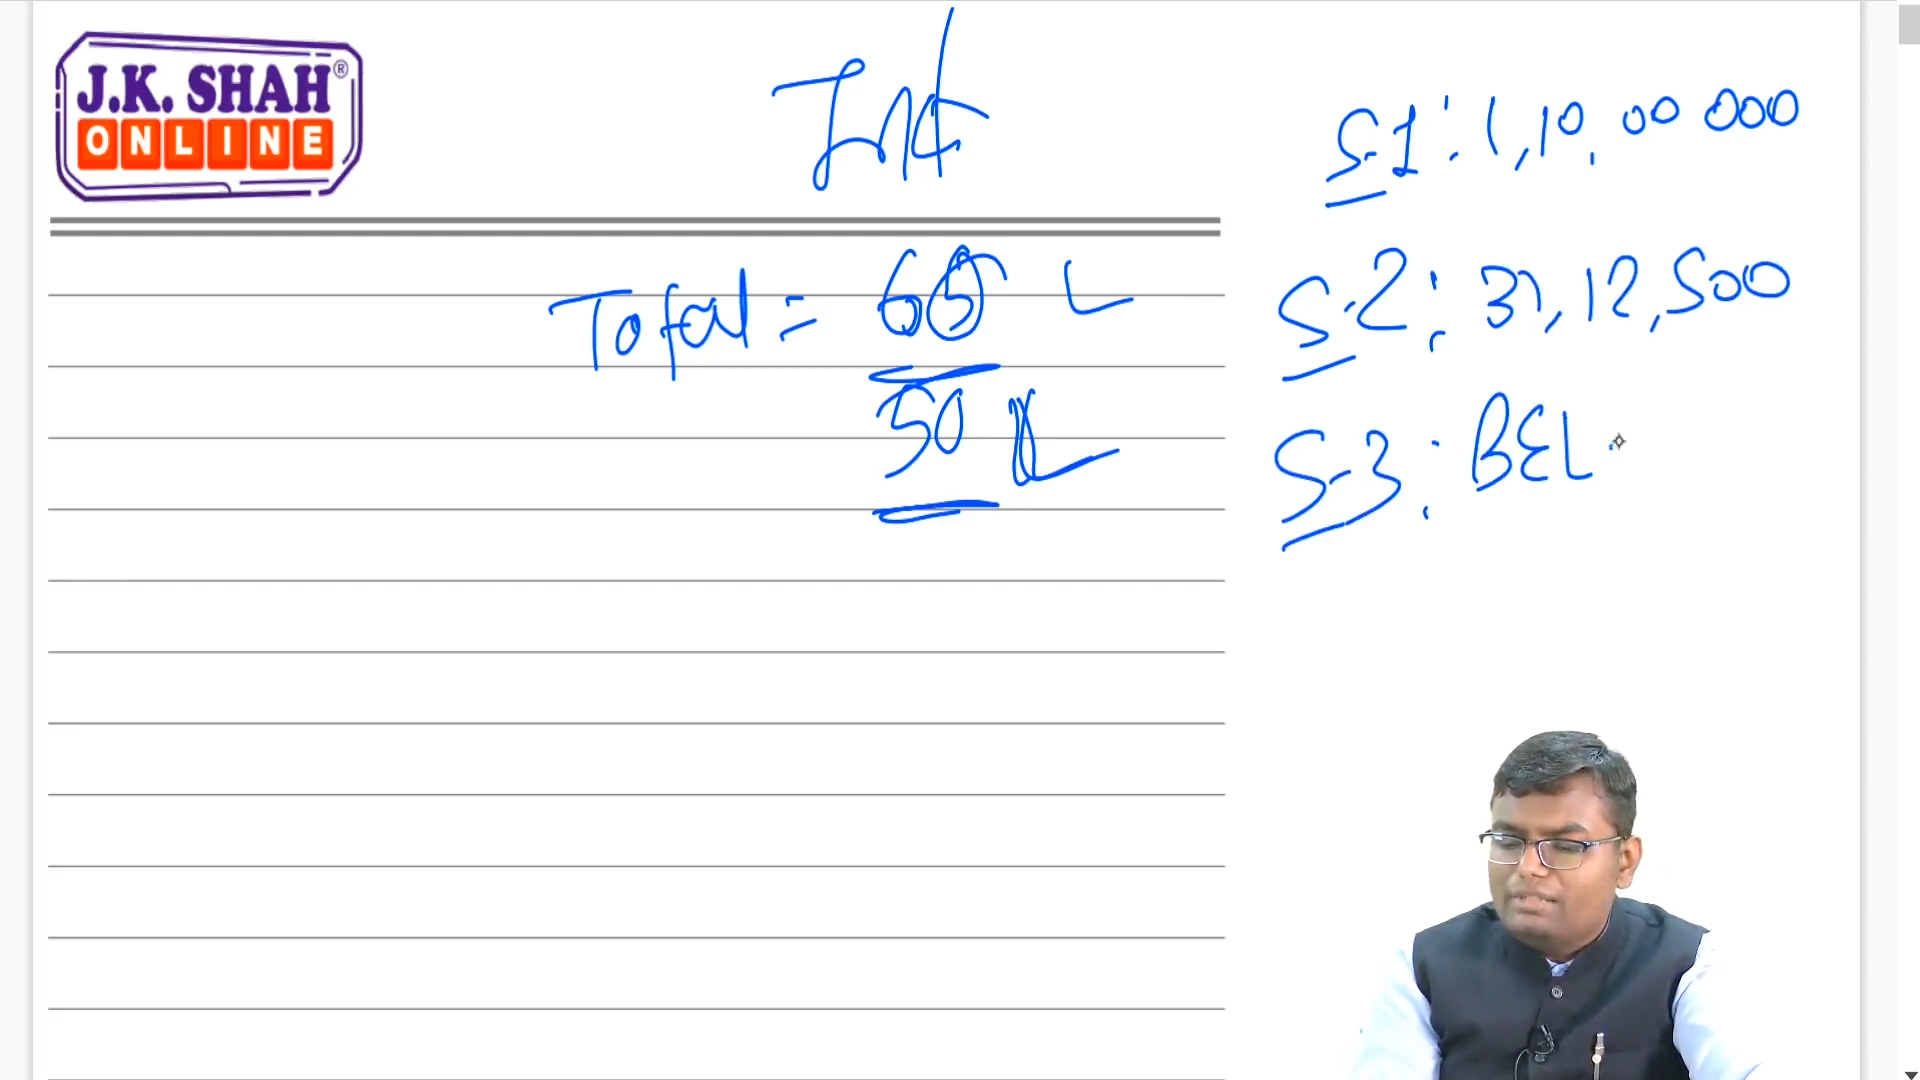 J.K. SHAH®
ONLINE
Int
S-1 : 1,10,00 000
Total = 65 L
S-2 : 31,12,500
50 L
S-3 : BEL